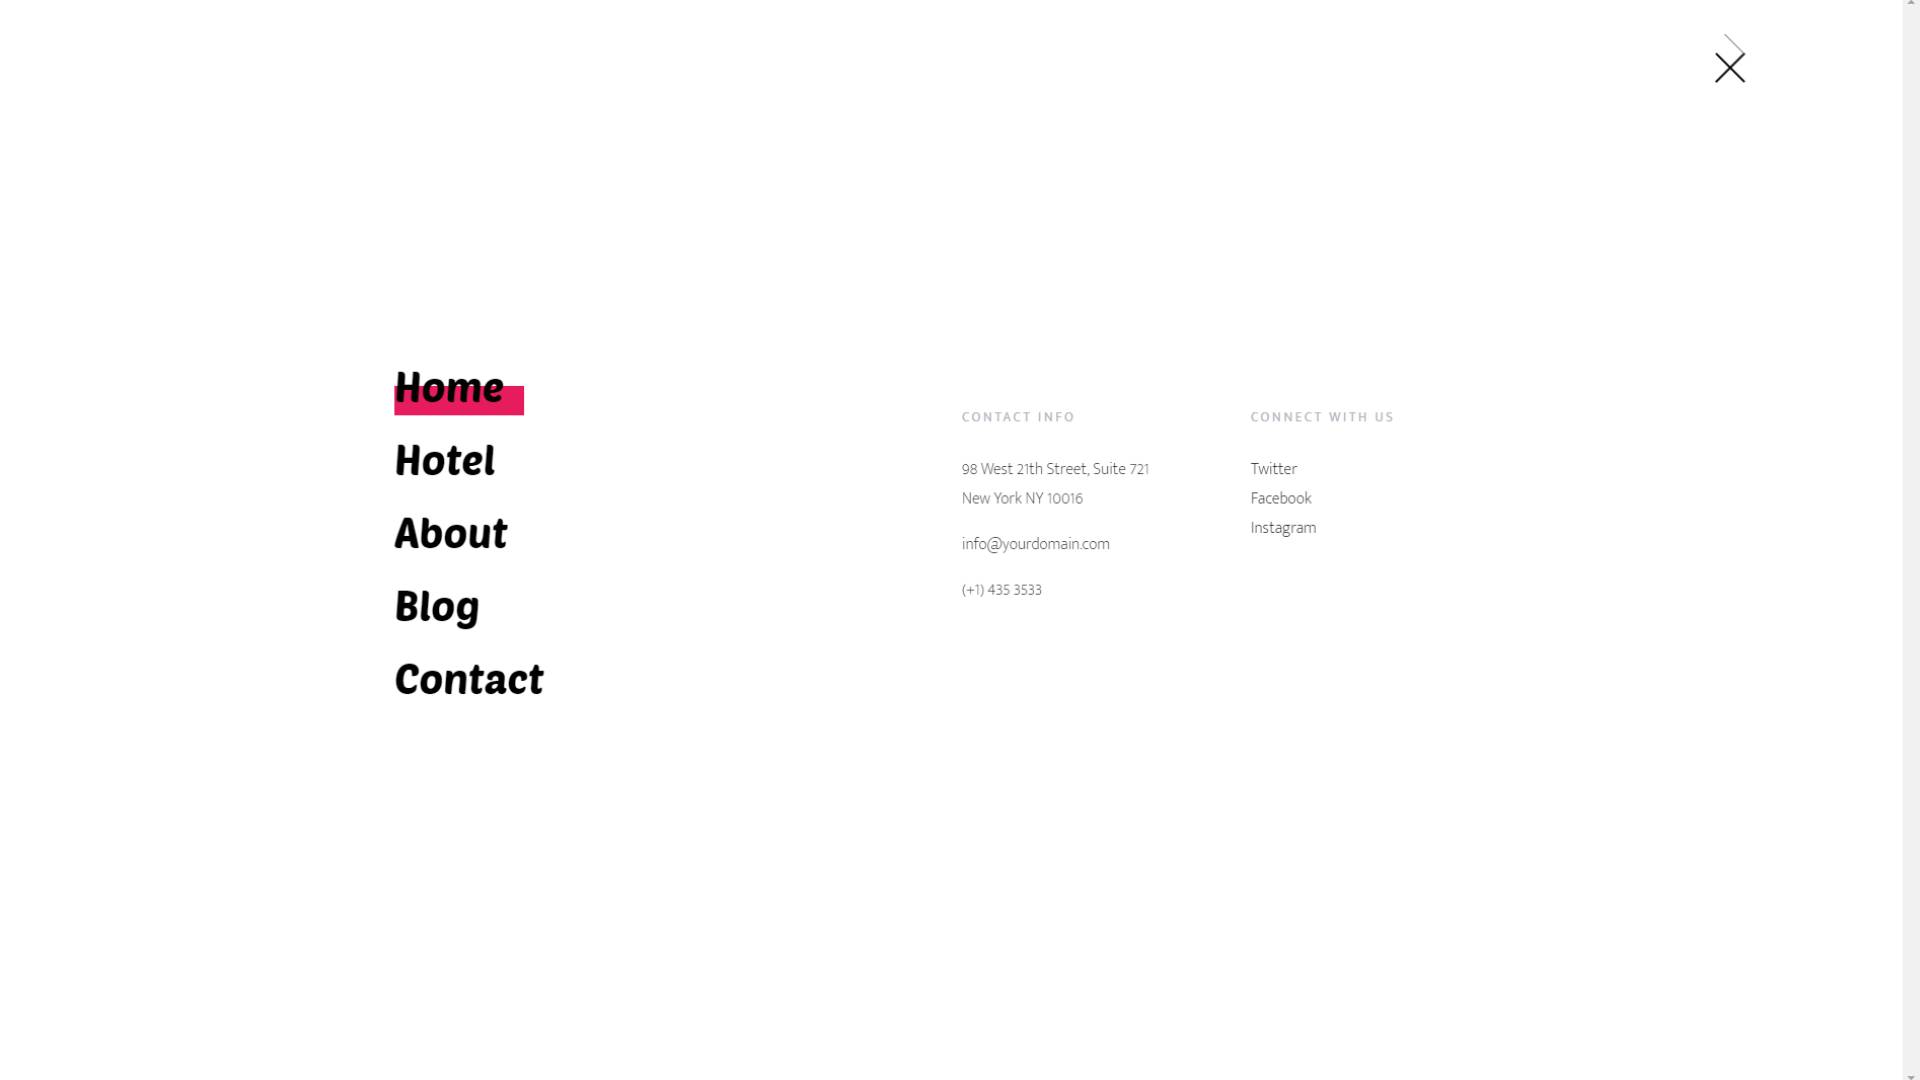 Home
Hotel
About
Blog
Contact
CONTACT INFO
98 West 21th Street, Suite 721
New York NY 10016
info@yourdomain.com
(+1) 435 3533
CONNECT WITH US
Twitter
Facebook
Instagram